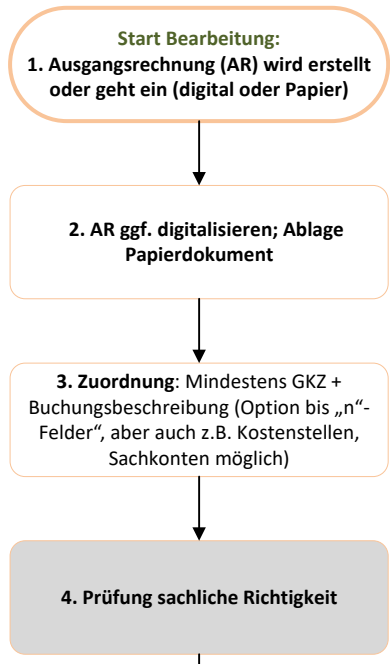 Start Bearbeitung:
1. Ausgangsrechnung (AR) wird erstellt
oder geht ein (digital oder Papier)
2. AR ggf. digitalisieren; Ablage
Papierdokument
3. Zuordnung: Mindestens GKZ +
Buchungsbeschreibung (Option bis „n“-
Felder“, aber auch z.B. Kostenstellen,
Sachkonten möglich)
4. Prüfung sachliche Richtigkeit